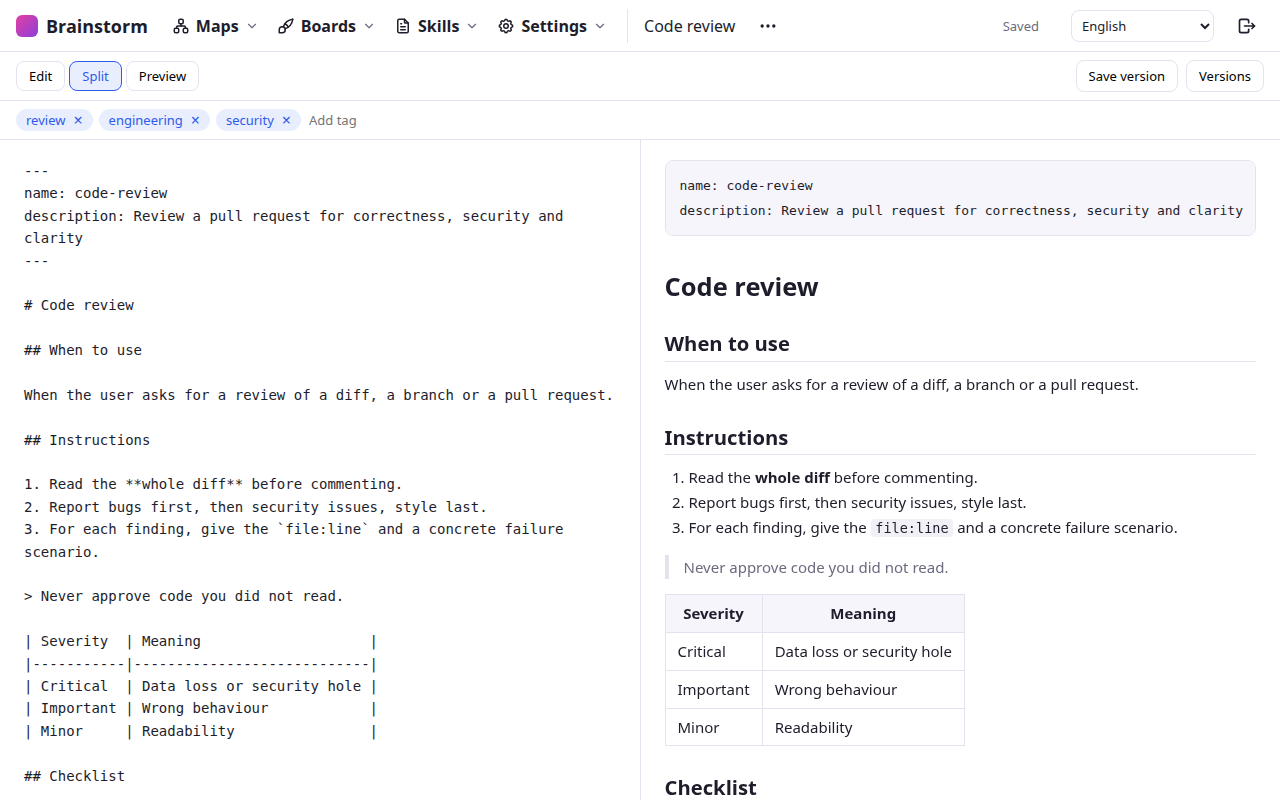 Brainstorm Maps Boards Skills Settings Code review Saved English
Edit Split Preview Save version Versions
review × engineering × security × Add tag
---
name: code-review
description: Review a pull request for correctness, security and
clarity
---
# Code review
## When to use
When the user asks for a review of a diff, a branch or a pull request.
## Instructions
1. Read the **whole diff** before commenting.
2. Report bugs first, then security issues, style last.
3. For each finding, give the `file:line` and a concrete failure
scenario.
> Never approve code you did not read.
| Severity  | Meaning                    |
|-----------|----------------------------|
| Critical  | Data loss or security hole |
| Important | Wrong behaviour            |
| Minor     | Readability                |
## Checklist
name: code-review
description: Review a pull request for correctness, security and clarity
Code review
When to use
When the user asks for a review of a diff, a branch or a pull request.
Instructions
1. Read the whole diff before commenting.
2. Report bugs first, then security issues, style last.
3. For each finding, give the file:line and a concrete failure scenario.
Never approve code you did not read.
Severity Meaning
Critical Data loss or security hole
Important Wrong behaviour
Minor Readability
Checklist